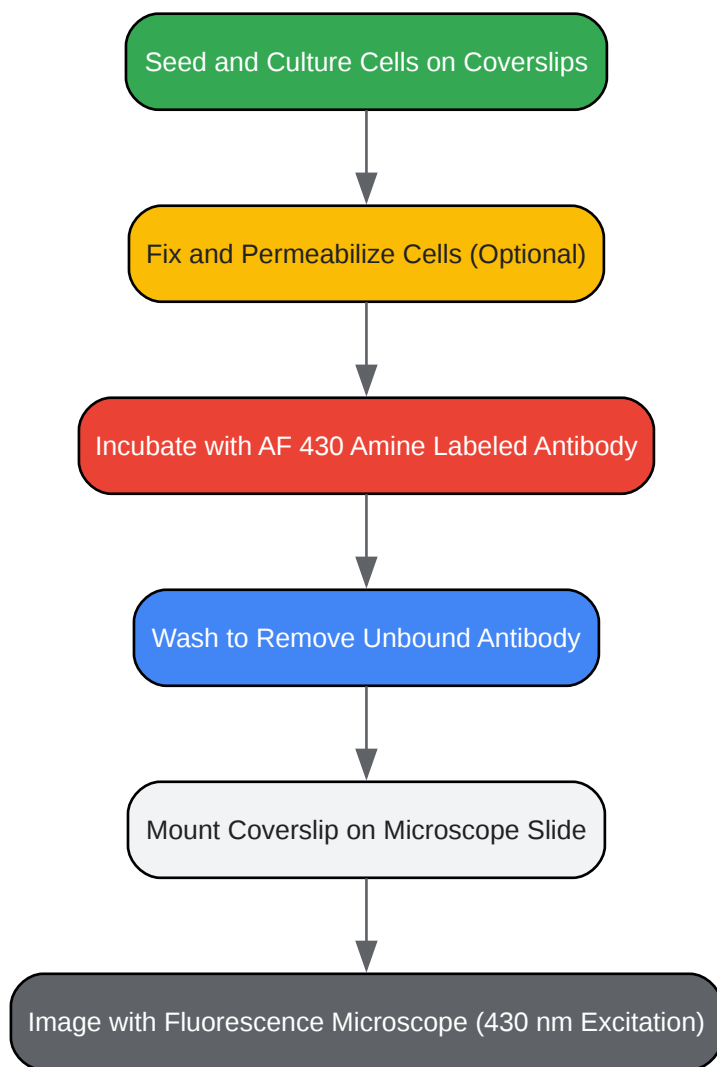 Seed and Culture Cells on Coverslips
Fix and Permeabilize Cells (Optional)
Incubate with AF 430 Amine Labeled Antibody
Wash to Remove Unbound Antibody
Mount Coverslip on Microscope Slide
Image with Fluorescence Microscope (430 nm Excitation)